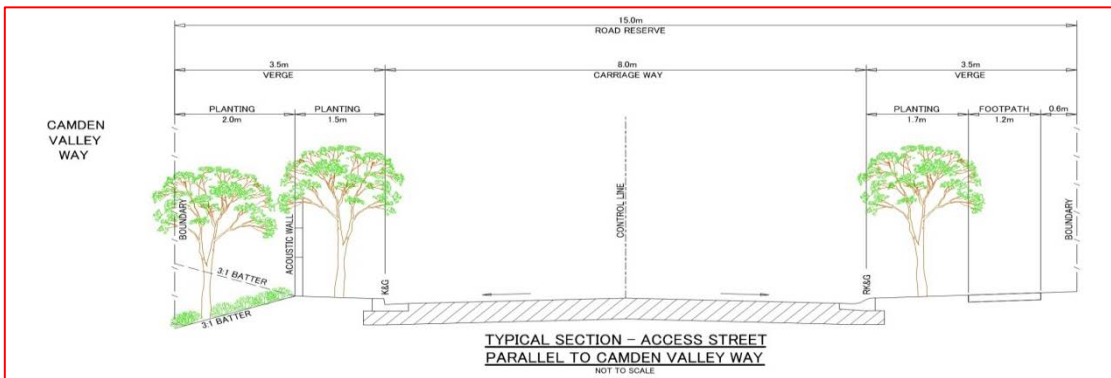 15.0m
ROAD RESERVE
3.5m
VERGE
8.0m
CARRIAGE WAY
3.5m
VERGE
PLANTING
2.0m
PLANTING
1.5m
PLANTING
1.7m
FOOTPATH
1.2m
0.6m
CAMDEN
VALLEY
WAY
BOUNDARY
ACOUSTIC WALL
K&G
CONTROL LINE
RK&G
BOUNDARY
3:1 BATTER
3:1 BATTER
TYPICAL SECTION - ACCESS STREET
PARALLEL TO CAMDEN VALLEY WAY
NOT TO SCALE